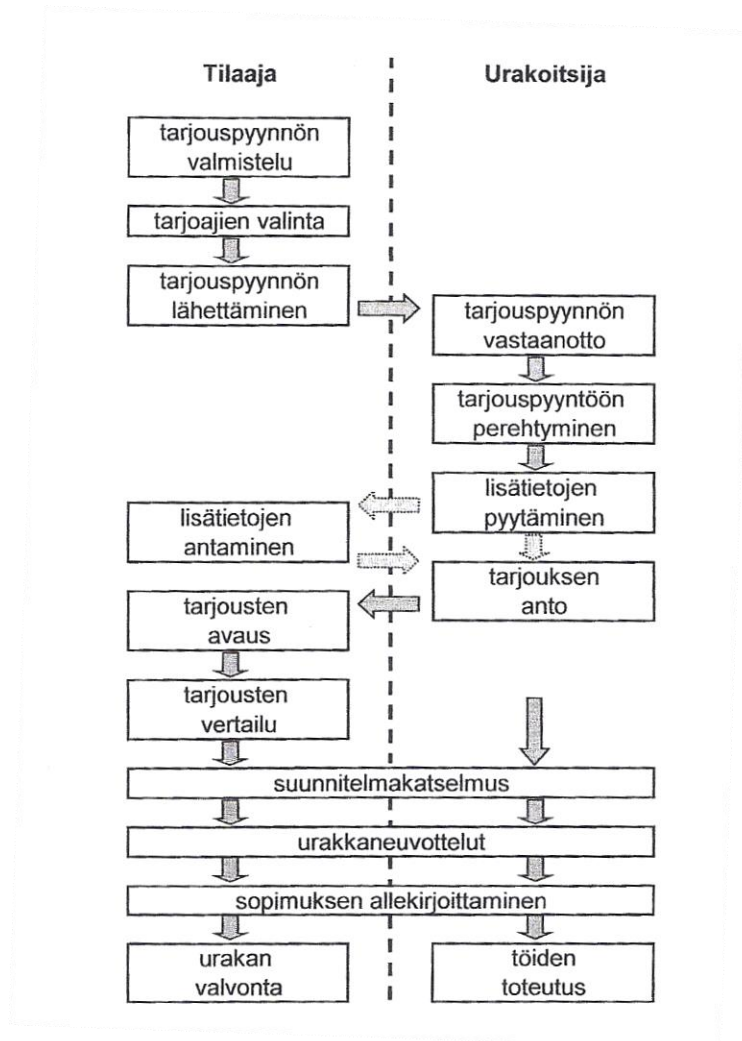 Tilaaja
Urakoitsija
tarjouspyynnön
valmistelu
tarjoajien valinta
tarjouspyynnön
lähettäminen
tarjouspyynnön
vastaanotto
tarjouspyyntöön
perehtyminen
lisätietojen
pyytäminen
lisätietojen
antaminen
tarjouksen
anto
tarjousten
avaus
tarjousten
vertailu
suunnitelmakatselmus
urakkaneuvottelut
sopimuksen allekirjoittaminen
urakan
valvonta
töiden
toteutus